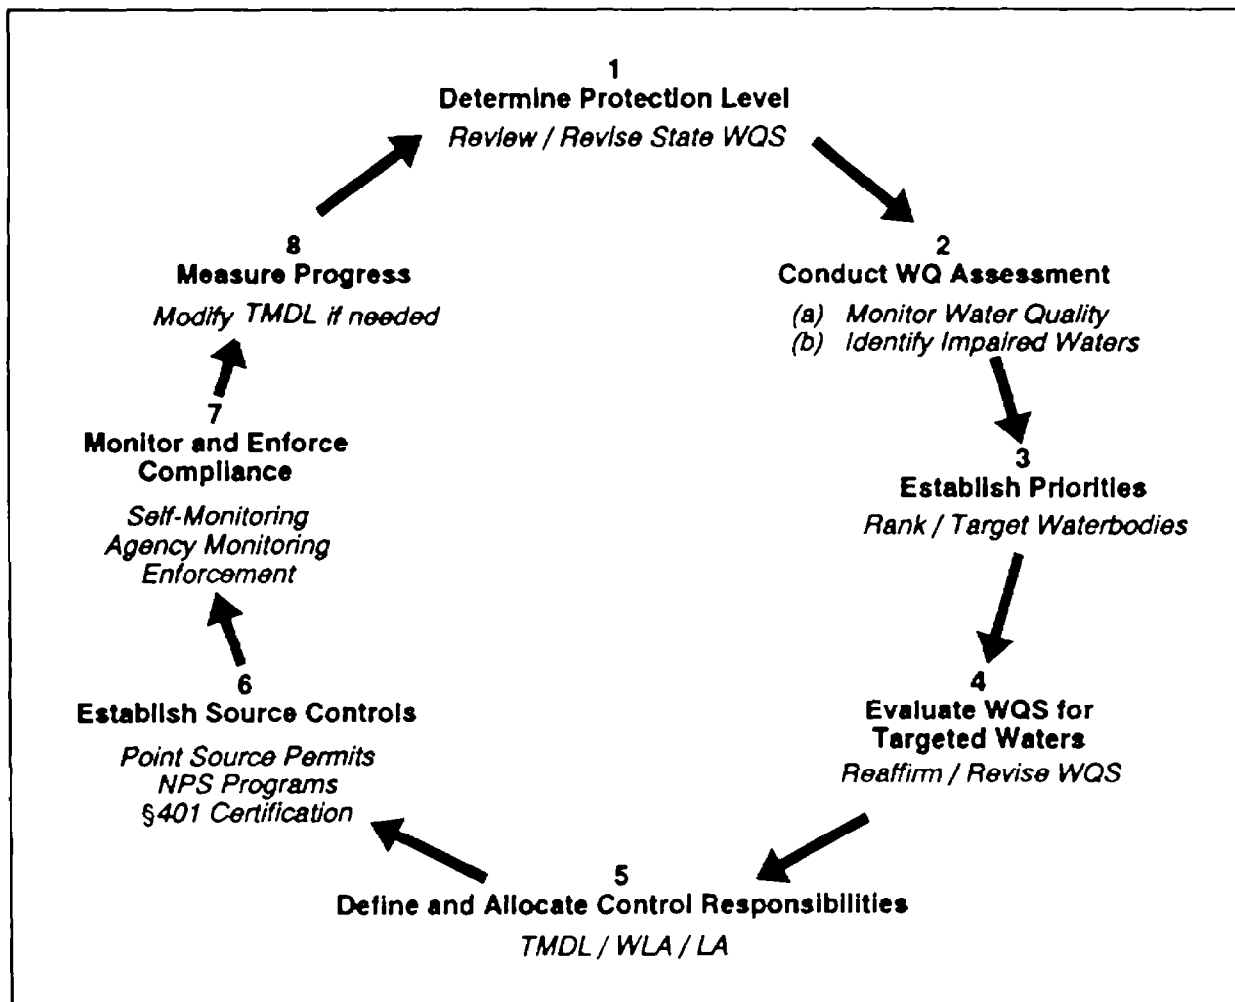 1
Determine Protection Level
Review / Revise State WQS
2
Conduct WQ Assessment
(a) Monitor Water Quality
(b) Identify Impaired Waters
3
Establish Priorities
Rank / Target Waterbodies
4
Evaluate WQS for
Targeted Waters
Reaffirm / Revise WQS
5
Define and Allocate Control Responsibilities
TMDL / WLA / LA
6
Establish Source Controls
Point Source Permits
NPS Programs
§401 Certification
7
Monitor and Enforce
Compliance
Self-Monitoring
Agency Monitoring
Enforcement
8
Measure Progress
Modify TMDL if needed